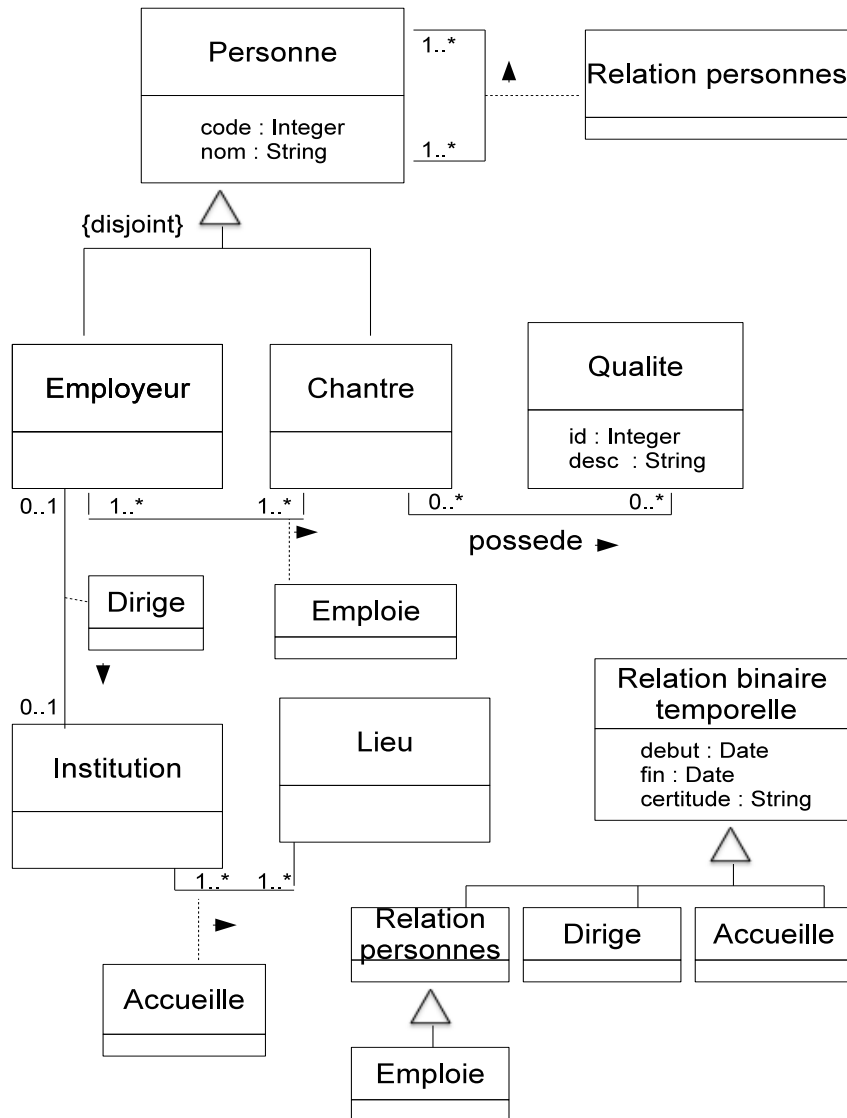 Personne
code : Integer
nom : String
1..*
1..*
Relation personnes
{disjoint}
Employeur
Chantre
Qualite
id : Integer
desc : String
0..1
1..*
1..*
0..*
0..*
possede
Dirige
Emploie
0..1
Institution
Lieu
1..*
1..*
Accueille
Relation binaire
temporelle
debut : Date
fin : Date
certitude : String
Relation
personnes
Dirige
Accueille
Emploie